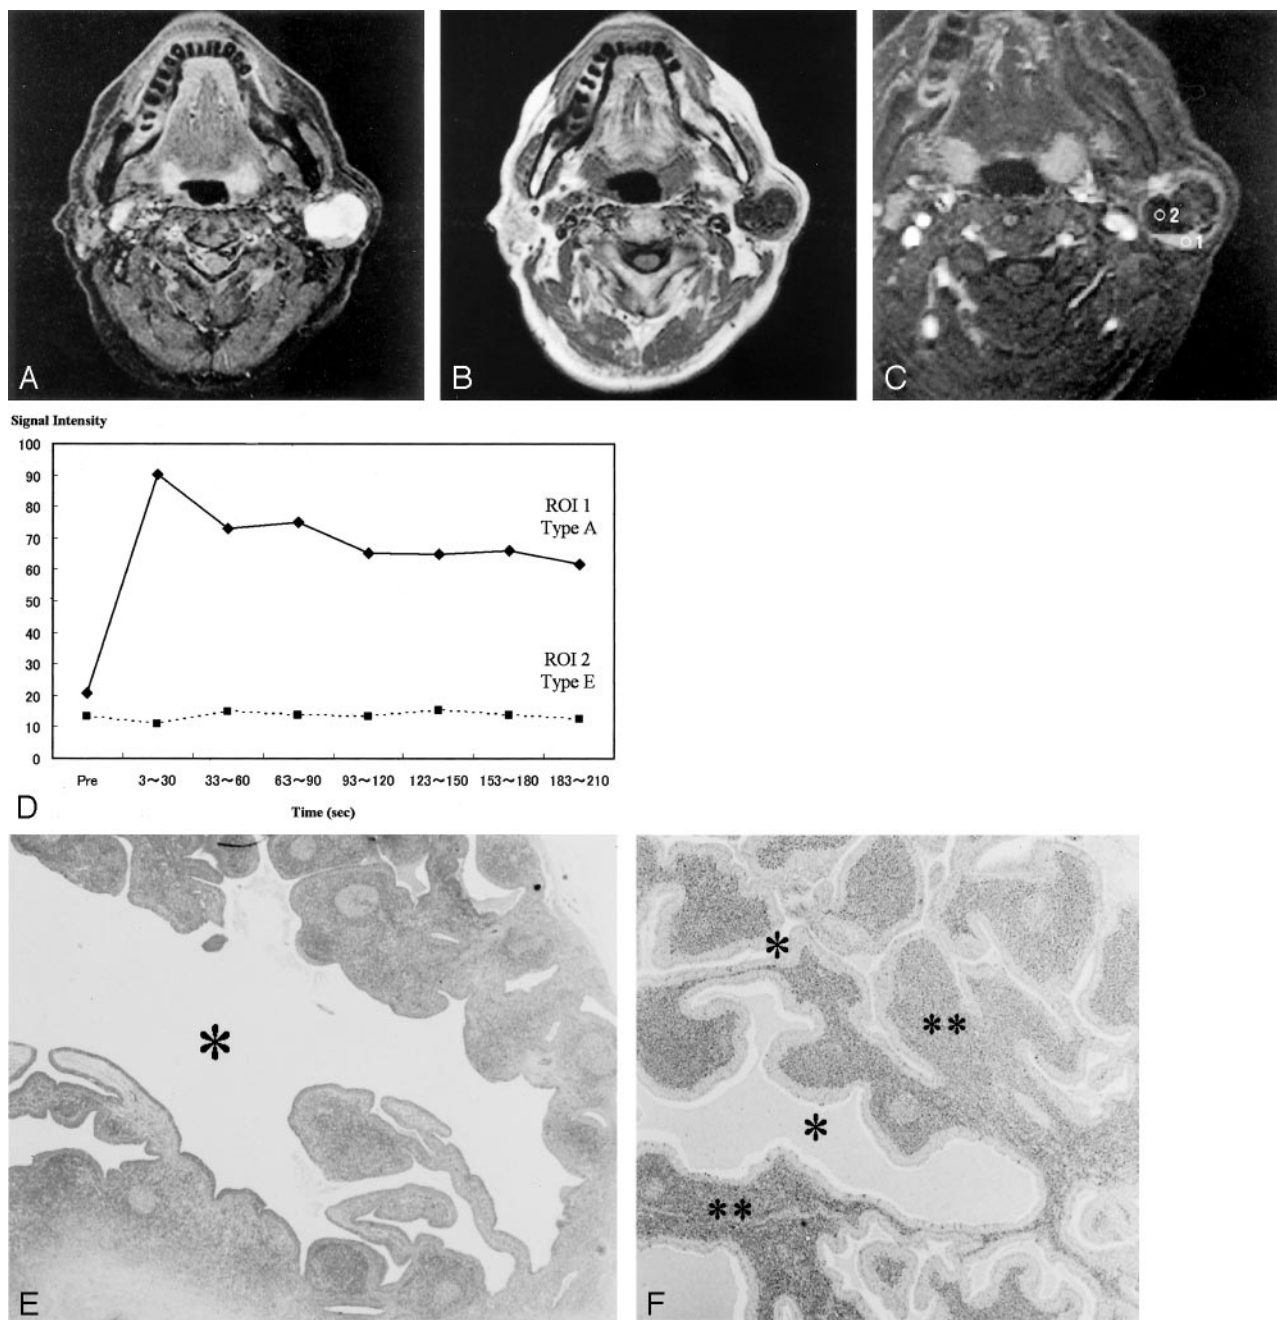 A
B
C
2
1
Signal Intensity
100
90
80
70
60
50
40
30
20
10
0
ROI 1
Type A
ROI 2
Type E
Pre
3~30
33~60
63~90
93~120
123~150
153~180
183~210
Time (sec)
D
*
E
*
**
*
**
F